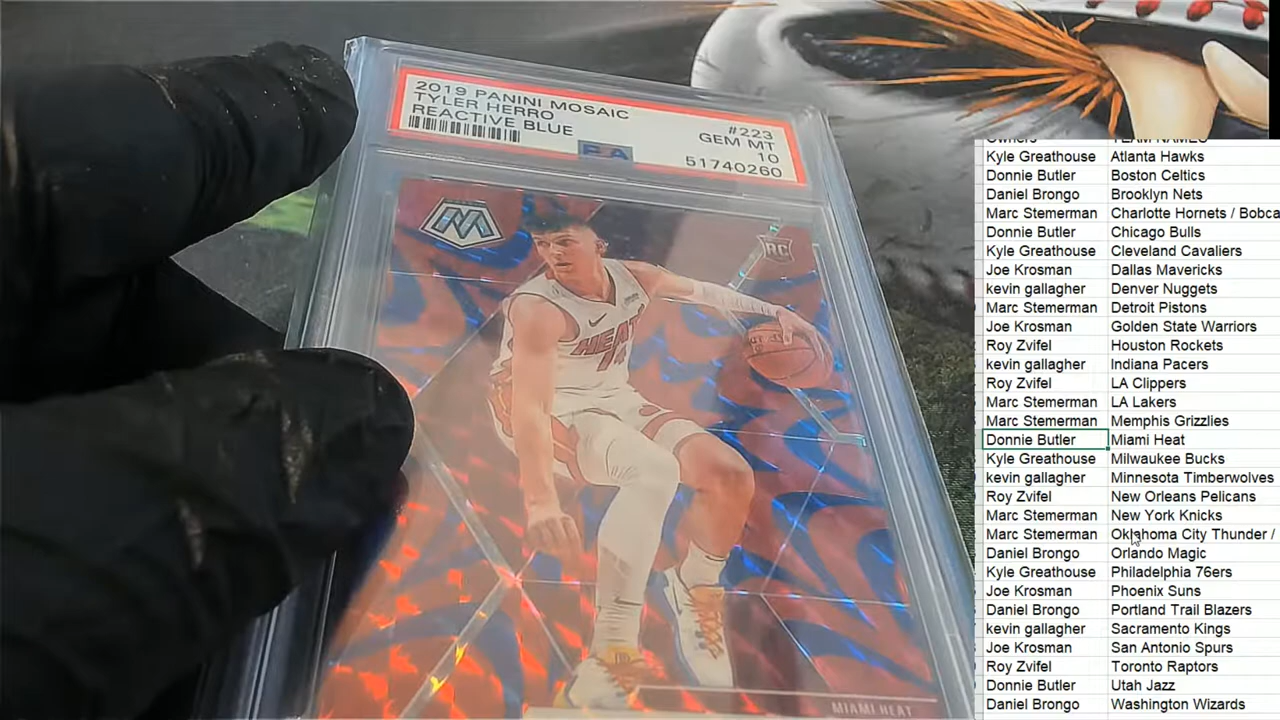 2019 PANINI MOSAIC
TYLER HERRO
REACTIVE BLUE
#223
GEM MT
10
51740260
RC
HEAT
MIAMI HEAT
Owners TEAM NAMES
Kyle Greathouse Atlanta Hawks
Donnie Butler Boston Celtics
Daniel Brongo Brooklyn Nets
Marc Stemerman Charlotte Hornets / Bobca
Donnie Butler Chicago Bulls
Kyle Greathouse Cleveland Cavaliers
Joe Krosman Dallas Mavericks
kevin gallagher Denver Nuggets
Marc Stemerman Detroit Pistons
Joe Krosman Golden State Warriors
Roy Zvifel Houston Rockets
kevin gallagher Indiana Pacers
Roy Zvifel LA Clippers
Marc Stemerman LA Lakers
Marc Stemerman Memphis Grizzlies
Donnie Butler Miami Heat
Kyle Greathouse Milwaukee Bucks
kevin gallagher Minnesota Timberwolves
Roy Zvifel New Orleans Pelicans
Marc Stemerman New York Knicks
Marc Stemerman Oklahoma City Thunder /
Daniel Brongo Orlando Magic
Kyle Greathouse Philadelphia 76ers
Joe Krosman Phoenix Suns
Daniel Brongo Portland Trail Blazers
kevin gallagher Sacramento Kings
Joe Krosman San Antonio Spurs
Roy Zvifel Toronto Raptors
Donnie Butler Utah Jazz
Daniel Brongo Washington Wizards